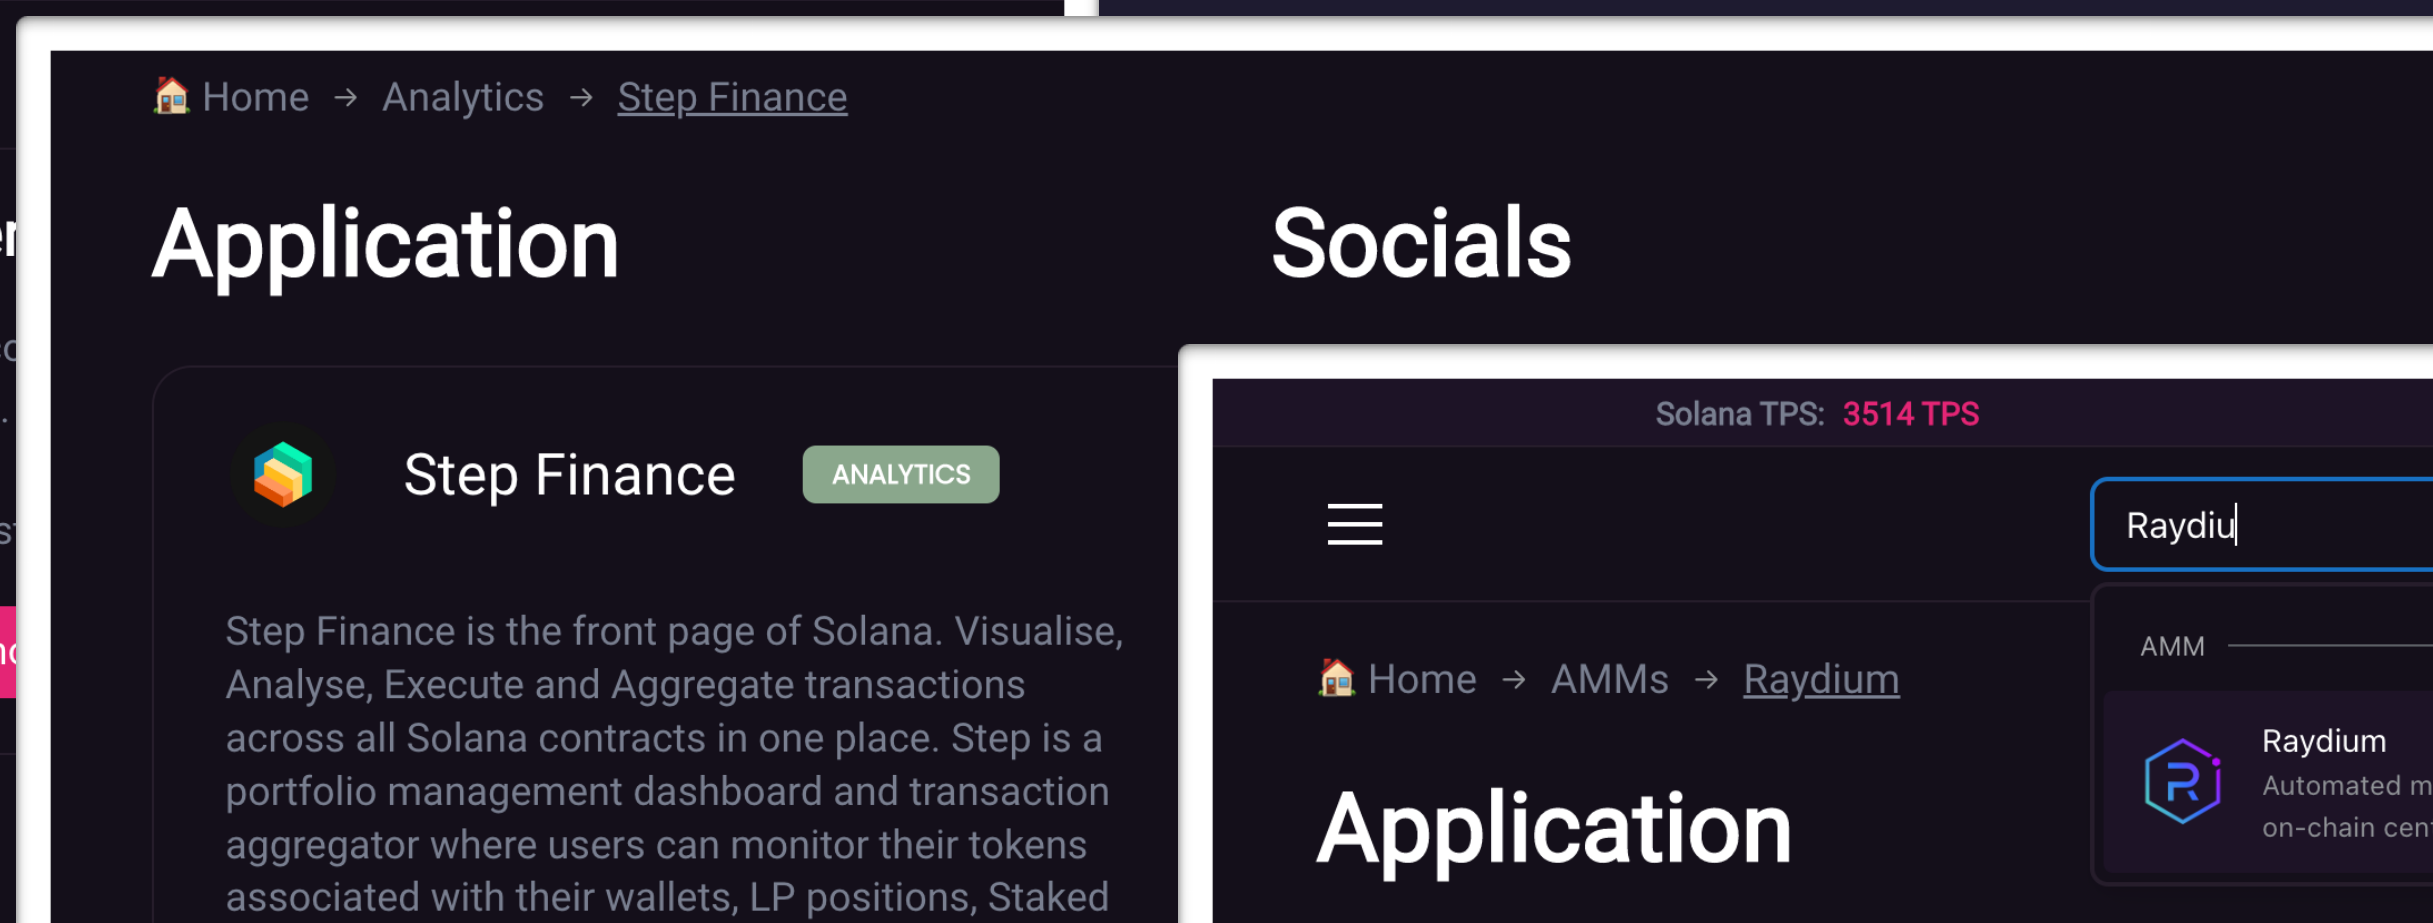 🏠 Home → Analytics → Step Finance
Application
Socials
Step Finance
ANALYTICS
Step Finance is the front page of Solana. Visualise,
Analyse, Execute and Aggregate transactions
across all Solana contracts in one place. Step is a
portfolio management dashboard and transaction
aggregator where users can monitor their tokens
associated with their wallets, LP positions, Staked
Solana TPS: 3514 TPS
Raydiu
🏠 Home → AMMs → Raydium
AMM
Application
Raydium
Automated
on-chain